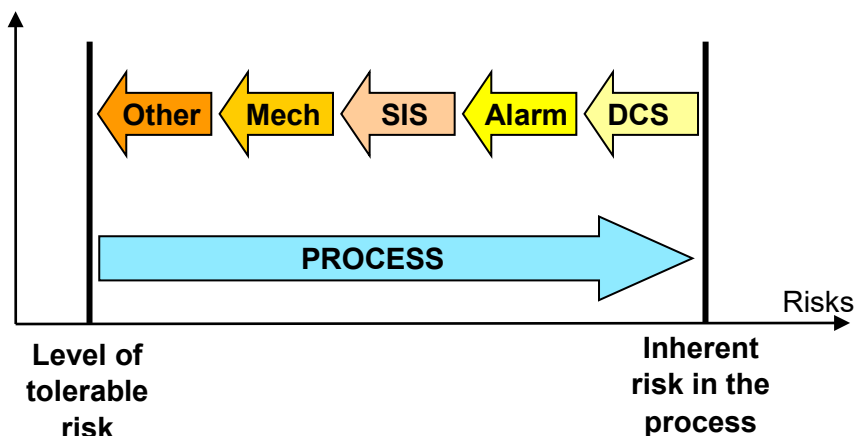 Other
Mech
SIS
Alarm
DCS
PROCESS
Risks
Level of
tolerable
risk
Inherent
risk in the
process